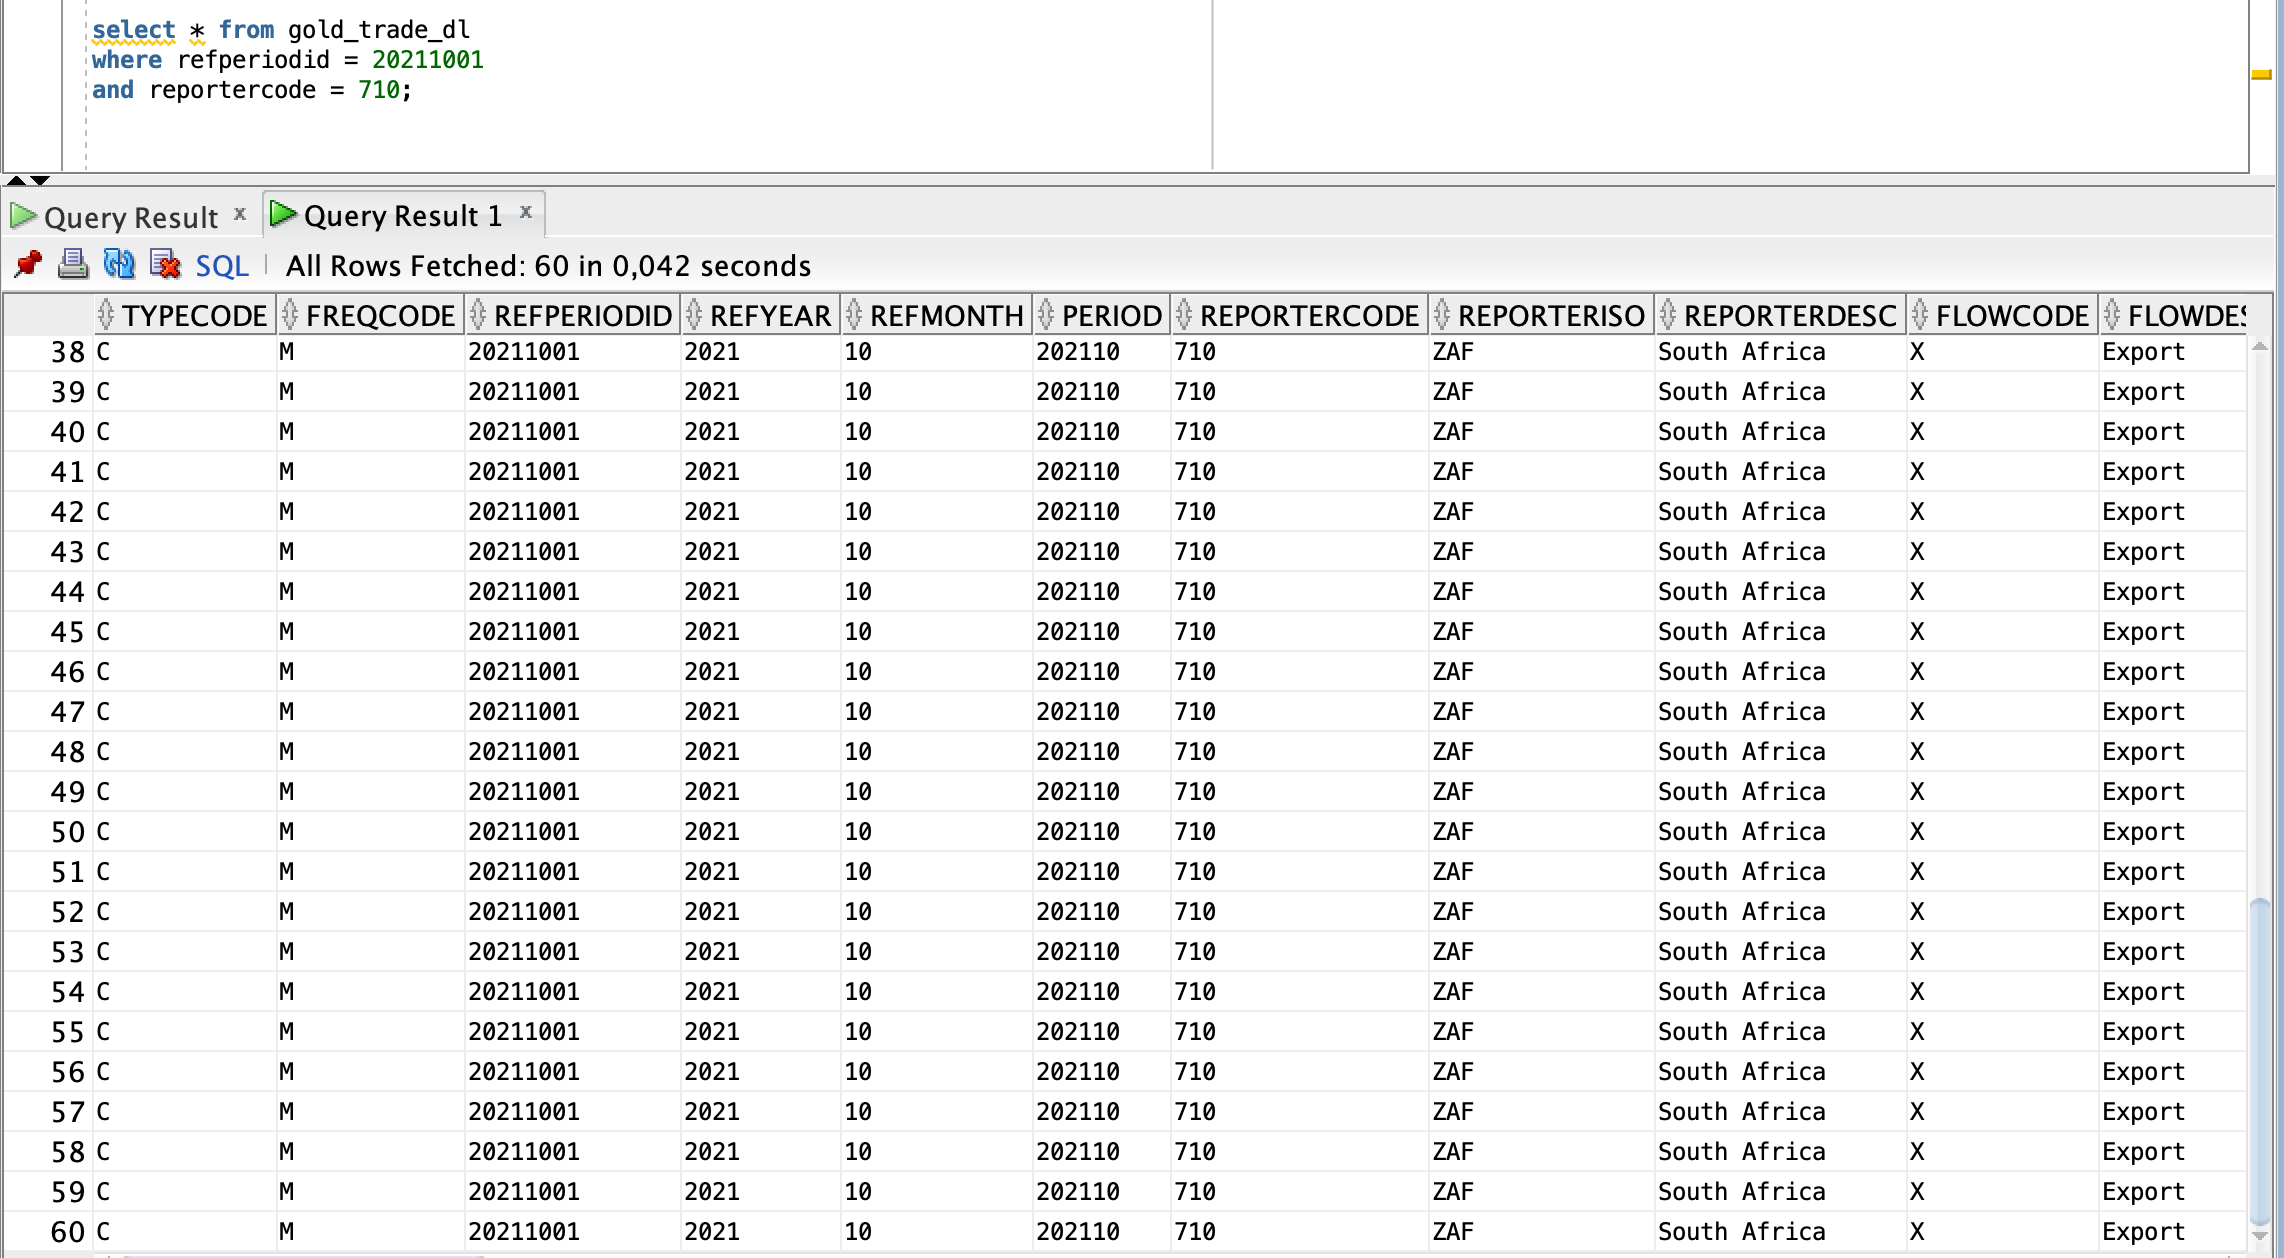 select * from gold_trade_dl
where refperiodid = 20211001
and reportercode = 710;
Query Result x Query Result 1 x
SQL All Rows Fetched: 60 in 0,042 seconds
TYPECODE FREQCODE REFPERIODID REFYEAR REFMONTH PERIOD REPORTERCODE REPORTERISO REPORTERDESC FLOWCODE FLOWDES
38 C M 20211001 2021 10 202110 710 ZAF South Africa X Export
39 C M 20211001 2021 10 202110 710 ZAF South Africa X Export
40 C M 20211001 2021 10 202110 710 ZAF South Africa X Export
41 C M 20211001 2021 10 202110 710 ZAF South Africa X Export
42 C M 20211001 2021 10 202110 710 ZAF South Africa X Export
43 C M 20211001 2021 10 202110 710 ZAF South Africa X Export
44 C M 20211001 2021 10 202110 710 ZAF South Africa X Export
45 C M 20211001 2021 10 202110 710 ZAF South Africa X Export
46 C M 20211001 2021 10 202110 710 ZAF South Africa X Export
47 C M 20211001 2021 10 202110 710 ZAF South Africa X Export
48 C M 20211001 2021 10 202110 710 ZAF South Africa X Export
49 C M 20211001 2021 10 202110 710 ZAF South Africa X Export
50 C M 20211001 2021 10 202110 710 ZAF South Africa X Export
51 C M 20211001 2021 10 202110 710 ZAF South Africa X Export
52 C M 20211001 2021 10 202110 710 ZAF South Africa X Export
53 C M 20211001 2021 10 202110 710 ZAF South Africa X Export
54 C M 20211001 2021 10 202110 710 ZAF South Africa X Export
55 C M 20211001 2021 10 202110 710 ZAF South Africa X Export
56 C M 20211001 2021 10 202110 710 ZAF South Africa X Export
57 C M 20211001 2021 10 202110 710 ZAF South Africa X Export
58 C M 20211001 2021 10 202110 710 ZAF South Africa X Export
59 C M 20211001 2021 10 202110 710 ZAF South Africa X Export
60 C M 20211001 2021 10 202110 710 ZAF South Africa X Export